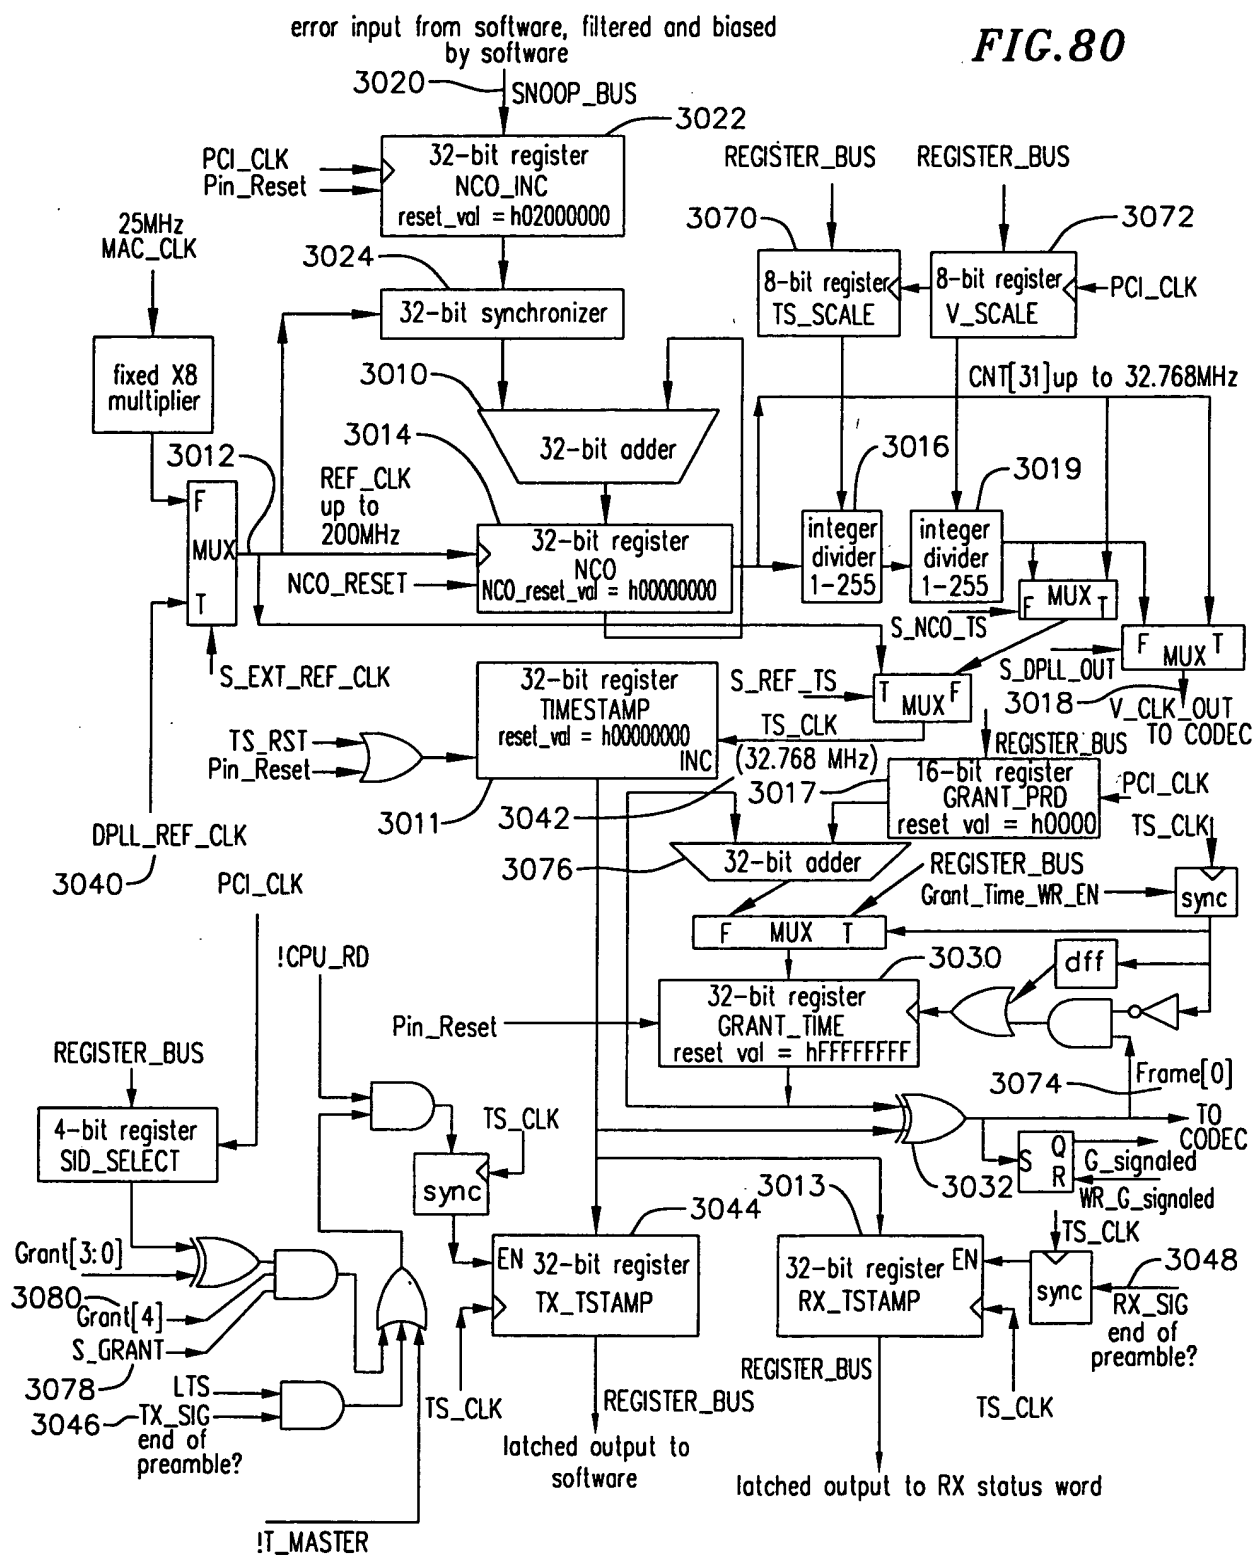 error input from software, filtered and biased
by software
FIG.80
3020
SNOOP_BUS
3022
PCI_CLK
Pin_Reset
32-bit register
NCO_INC
reset_val = h02000000
REGISTER_BUS
REGISTER_BUS
25MHz
MAC_CLK
3024
3070
3072
32-bit synchronizer
8-bit register
TS_SCALE
8-bit register
V_SCALE
PCI_CLK
fixed X8
multiplier
3010
CNT[31]up to 32.768MHz
32-bit adder
3014
3016
3019
3012
REF_CLK
up to
200MHz
F
MUX
T
32-bit register
NCO
NCO_reset_val = h00000000
NCO_RESET
integer
divider
1-255
integer
divider
1-255
F MUX T
S_NCO_TS
S_EXT_REF_CLK
F MUX T
S_DPLL_OUT
3018
V_CLK_OUT
TO CODEC
32-bit register
TIMESTAMP
reset_val = h00000000
INC
S_REF_TS
T MUX F
TS_CLK
(32.768 MHz)
TS_RST
Pin_Reset
3011
3042
3017
REGISTER_BUS
16-bit register
GRANT_PRD
reset val = h0000
PCI_CLK
TS_CLK
DPLL_REF_CLK
3040
PCI_CLK
3076
32-bit adder
REGISTER_BUS
Grant_Time_WR_EN
sync
F MUX T
!CPU_RD
3030
dff
Pin_Reset
32-bit register
GRANT_TIME
reset val = hFFFFFFFF
REGISTER_BUS
3074
Frame[0]
4-bit register
SID_SELECT
TS_CLK
sync
TO
CODEC
S Q
R
G_signaled
WR_G_signaled
3032
3013
3044
TS_CLK
Grant[3:0]
EN 32-bit register
TX_TSTAMP
32-bit register EN
RX_TSTAMP
sync
3048
RX_SIG
end of
preamble?
3080
Grant[4]
S_GRANT
3078
LTS
3046
TX_SIG
end of
preamble?
TS_CLK
REGISTER_BUS
REGISTER_BUS
TS_CLK
latched output to
software
latched output to RX status word
!T_MASTER